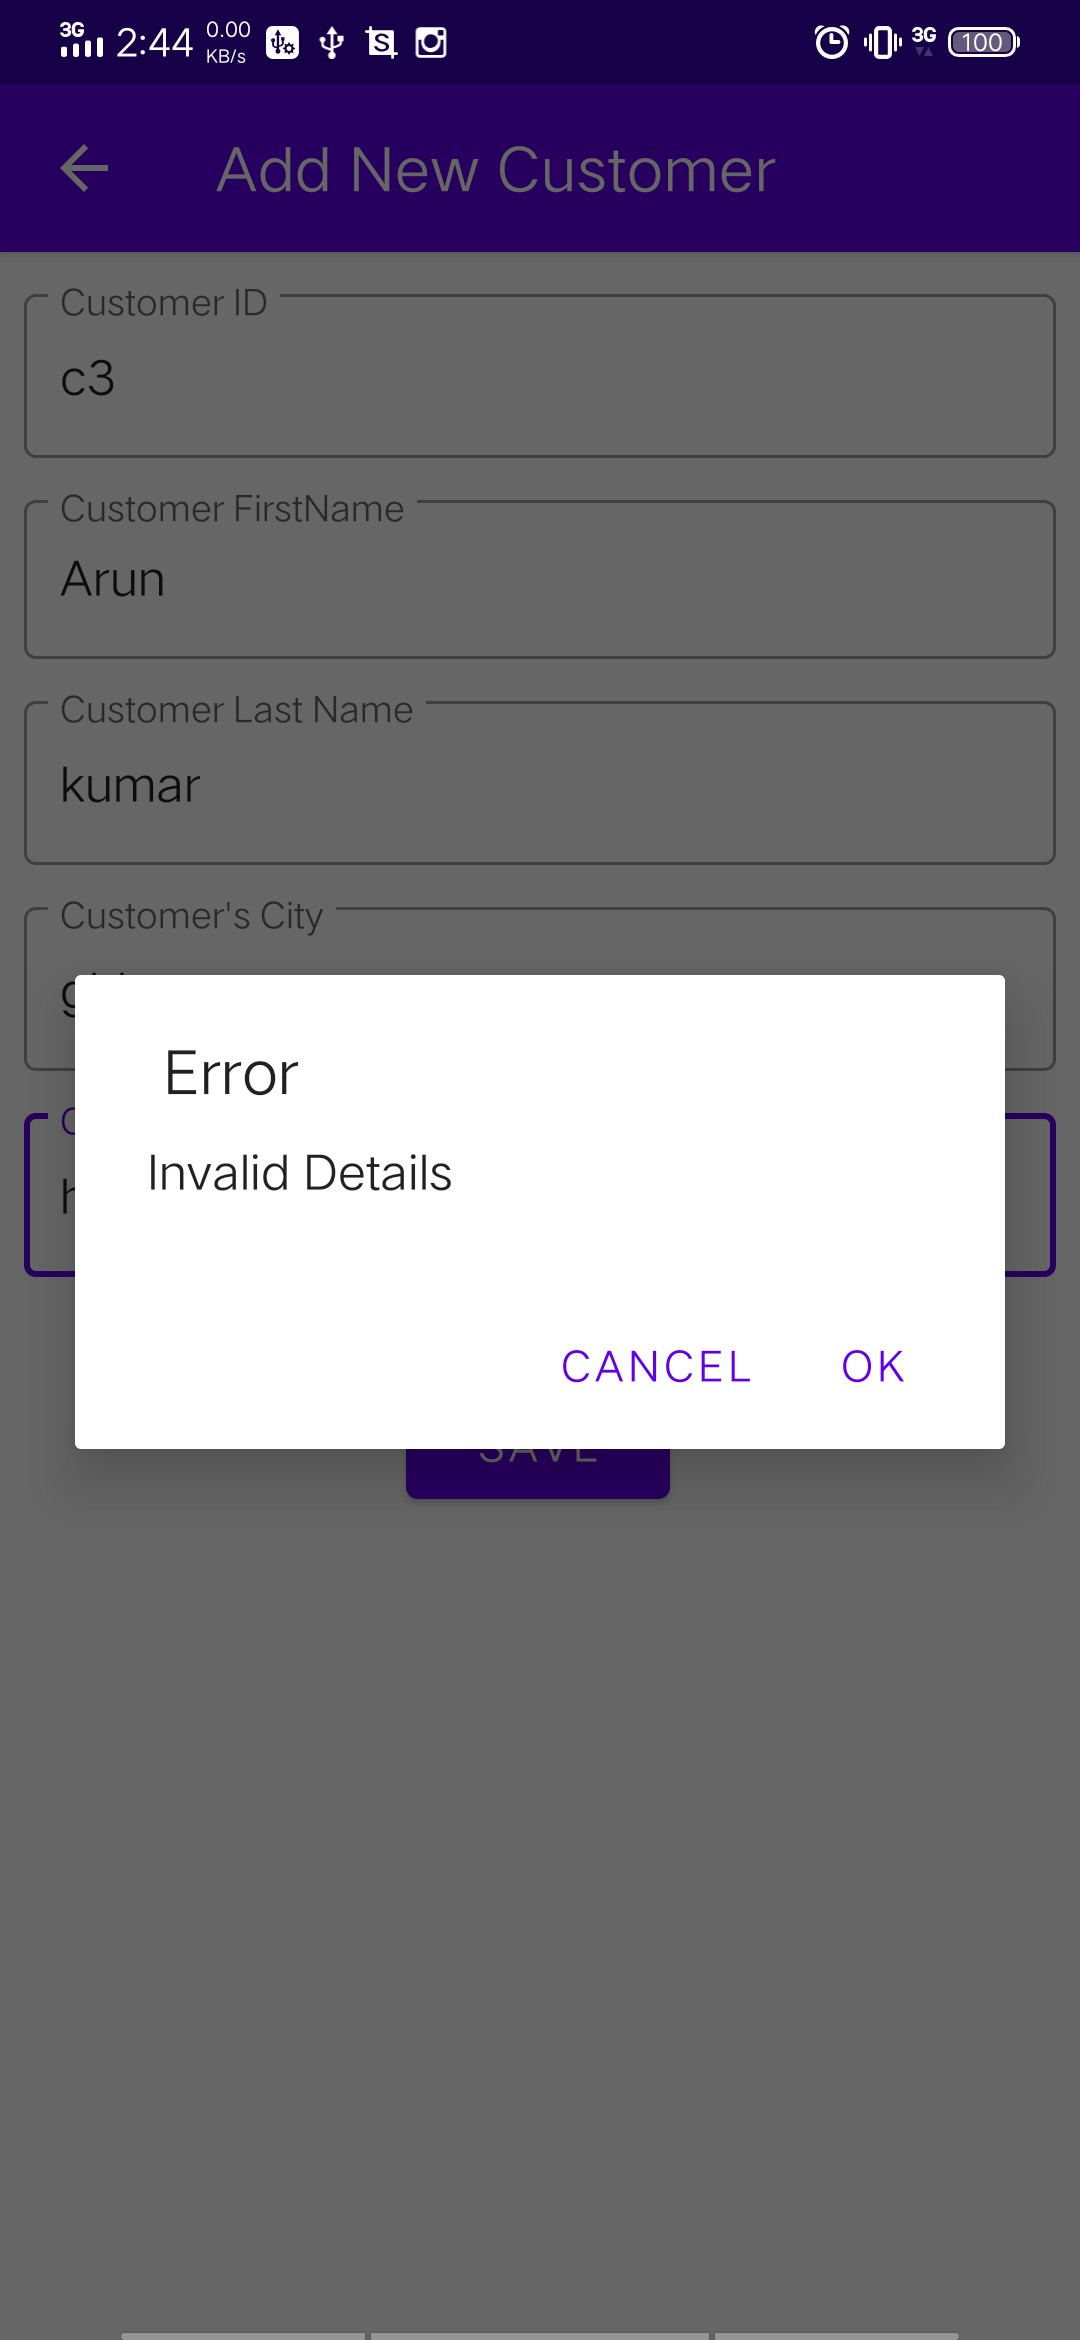 3G 2:44 0.00 KB/s 3G 100
Add New Customer
Customer ID
c3
Customer FirstName
Arun
Customer Last Name
kumar
Customer's City
Error
Invalid Details
CANCEL OK
SAVE